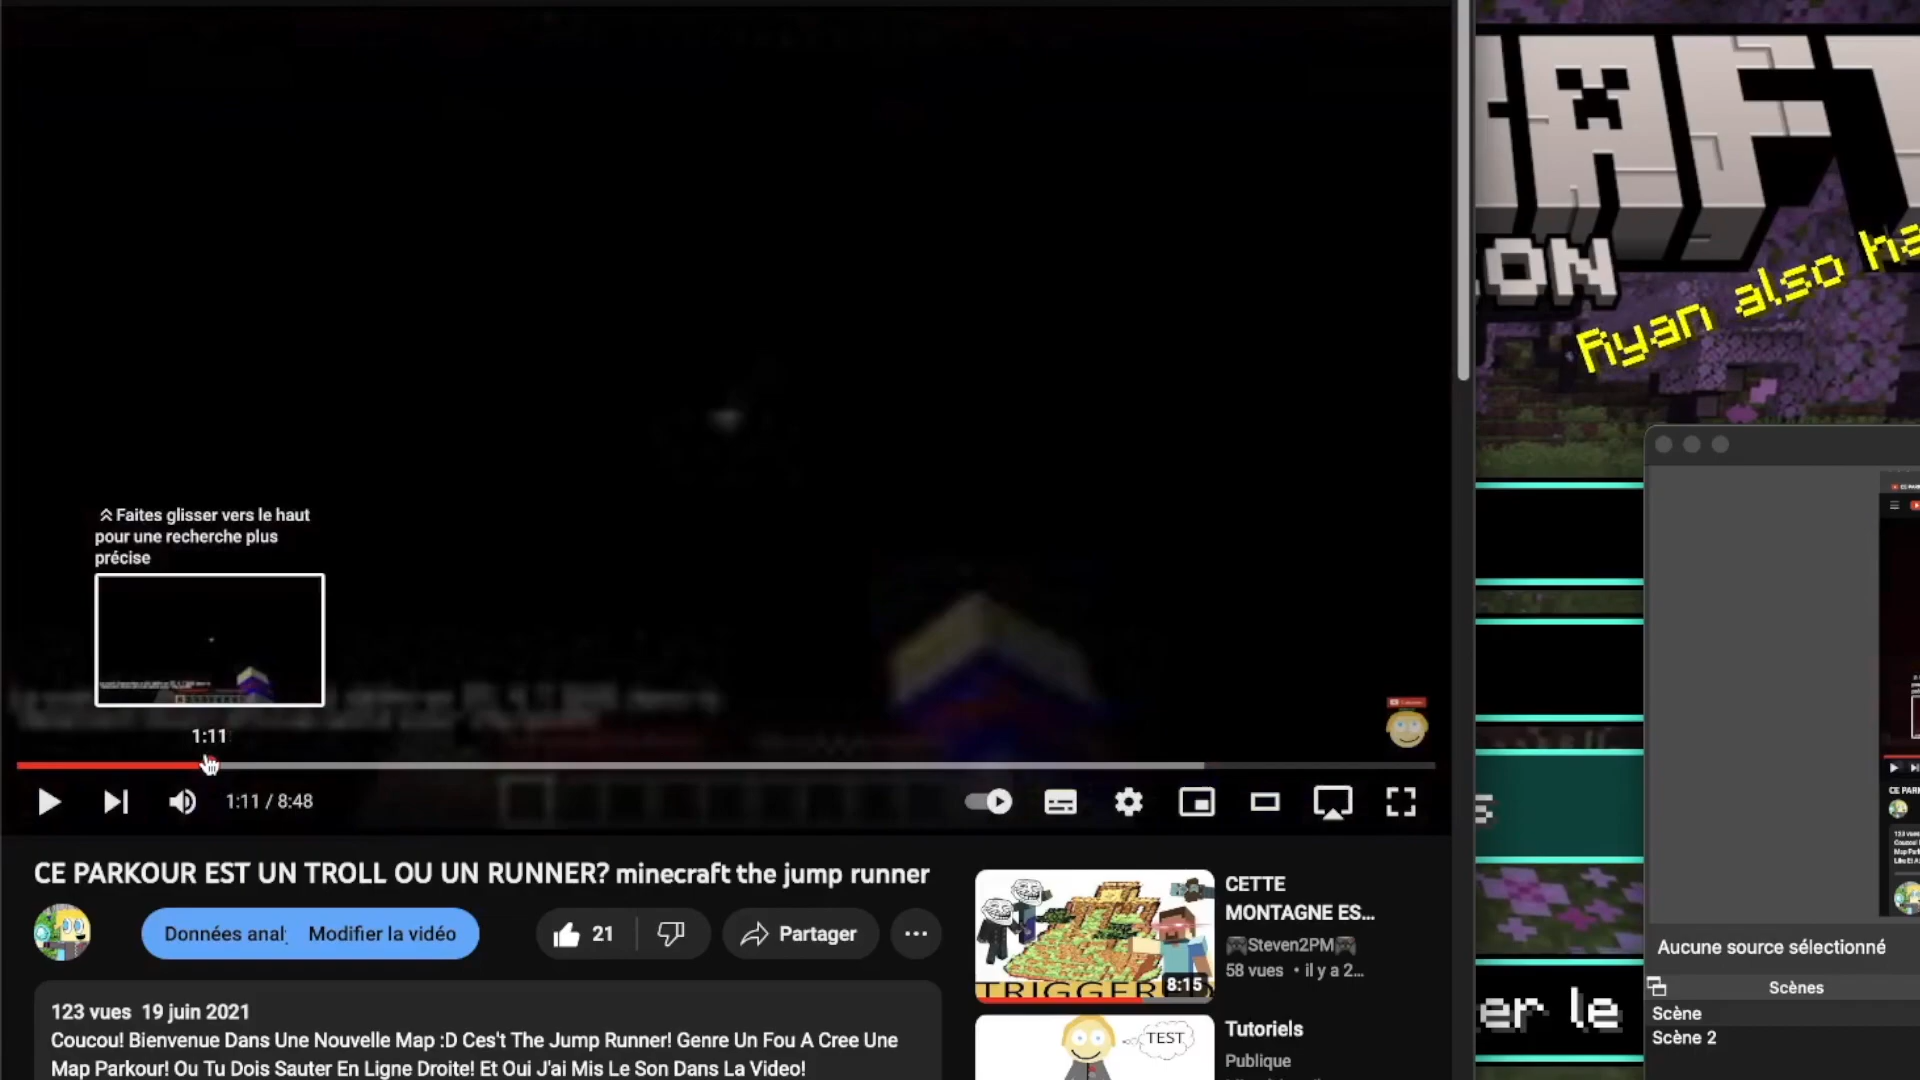 Faites glisser vers le haut
pour une recherche plus
précise
1:11
1:11 / 8:48
CE PARKOUR EST UN TROLL OU UN RUNNER? minecraft the jump runner
Modifier la vidéo
21
Partager
123 vues 19 juin 2021
Coucou! Bienvenue Dans Une Nouvelle Map :D Ces't The Jump Runner! Genre Un Fou A Cree Une
Map Parkour! Ou Tu Dois Sauter En Ligne Droite! Et Oui J'ai Mis Le Son Dans La Video!
TRIGGERED
8:15
CETTE
MONTAGNE ES...
🎮Steven2PM🎮
58 vues • il y a 2...
TEST
Tutoriels
Publique
Ryan also ha
er le
Aucune source sélectionné
Scènes
Scène
Scène 2